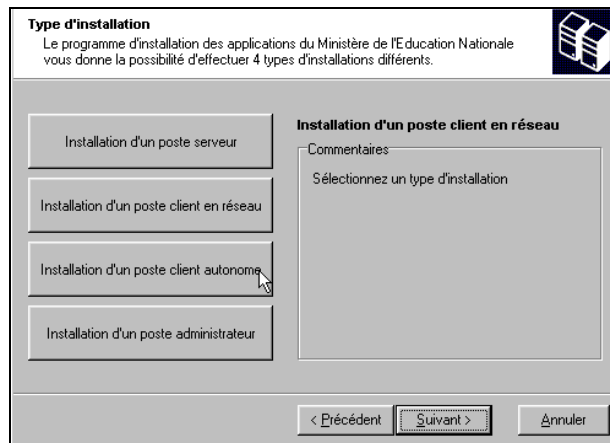 Type d'installation
Le programme d'installation des applications du Ministère de l'Education Nationale
vous donne la possibilité d'effectuer 4 types d'installations différents.
Installation d'un poste serveur
Installation d'un poste client en réseau
Installation d'un poste client autonome
Installation d'un poste administrateur
Installation d'un poste client en réseau
Commentaires
Sélectionnez un type d'installation
< Précédent
Suivant >
Annuler